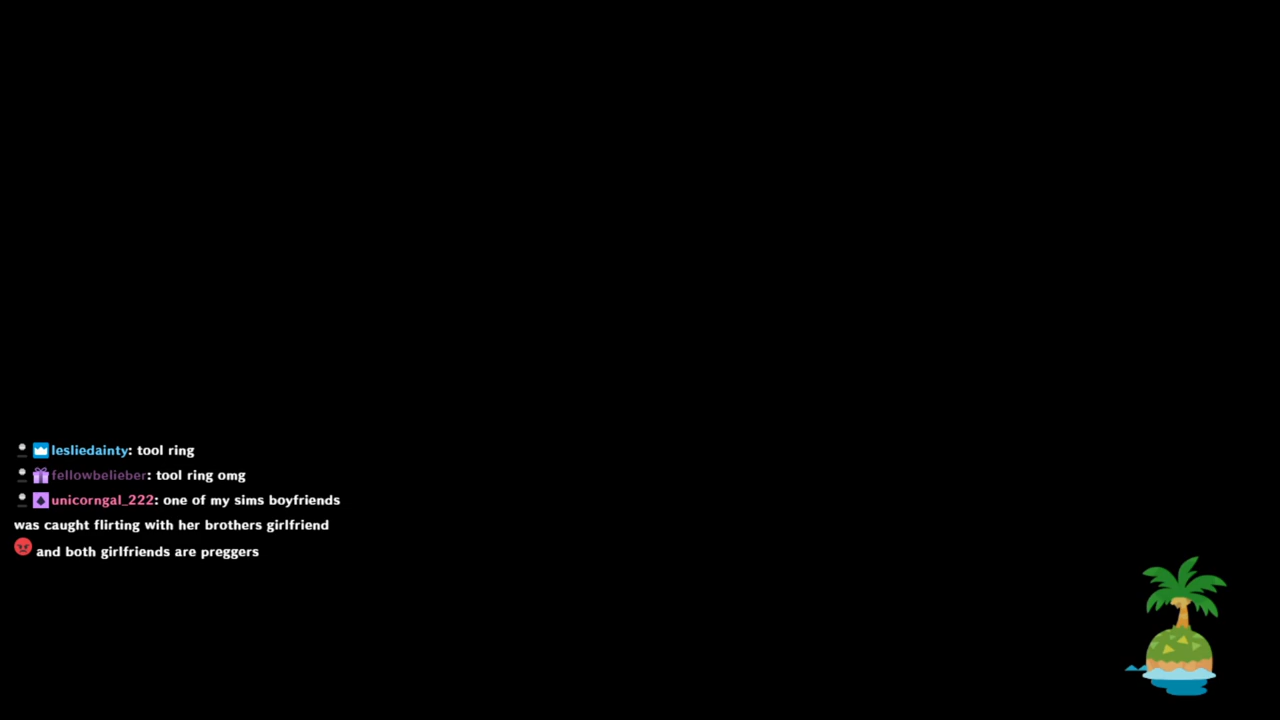 lesliedainty: tool ring
fellowbelieber: tool ring omg
unicorngal_222: one of my sims boyfriends
was caught flirting with her brothers girlfriend
and both girlfriends are preggers